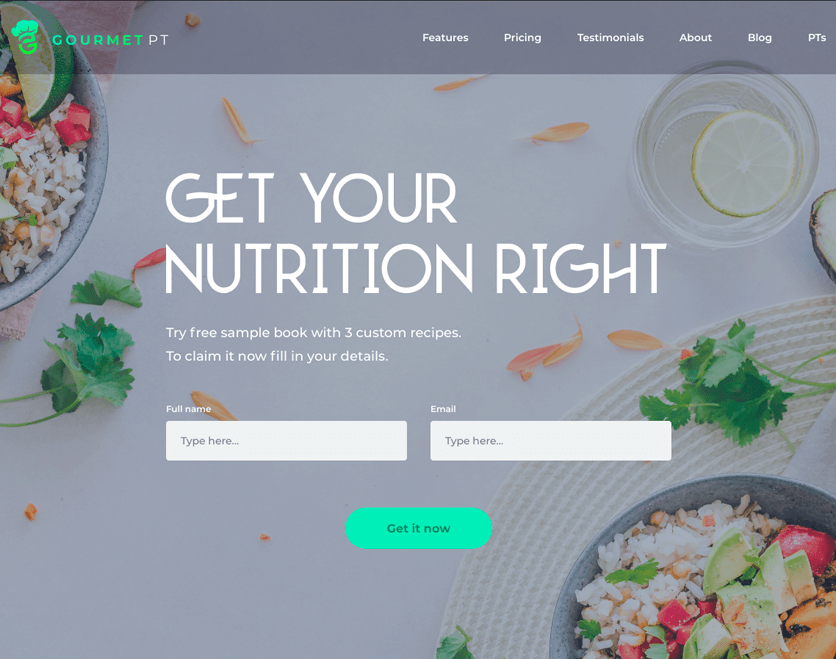 GOURMET PT
Features Pricing Testimonials About Blog PTs
GET YOUR
NUTRITION RIGHT
Try free sample book with 3 custom recipes.
To claim it now fill in your details.
Full name Email
Type here... Type here...
Get it now